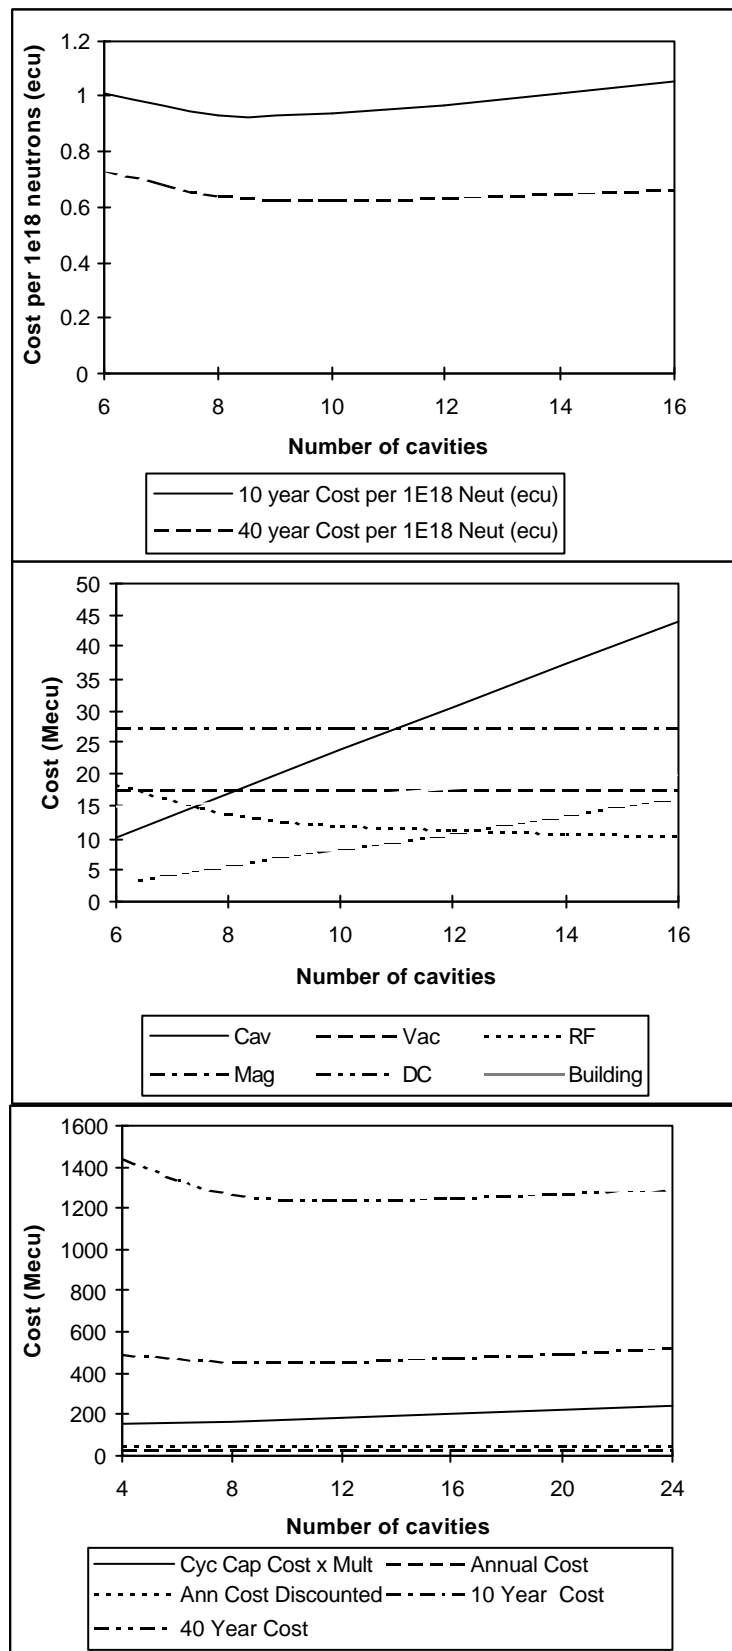 1.2
1
0.8
0.6
0.4
0.2
0
Cost per 1e18 neutrons (ecu)
6 8 10 12 14 16
Number of cavities
10 year Cost per 1E18 Neut (ecu)
40 year Cost per 1E18 Neut (ecu)
50
45
40
35
30
25
20
15
10
5
0
Cost (Mecu)
6 8 10 12 14 16
Number of cavities
Cav Vac RF
Mag DC Building
1600
1400
1200
1000
800
600
400
200
0
Cost (Mecu)
4 8 12 16 20 24
Number of cavities
Cyc Cap Cost x Mult Annual Cost
Ann Cost Discounted 10 Year Cost
40 Year Cost